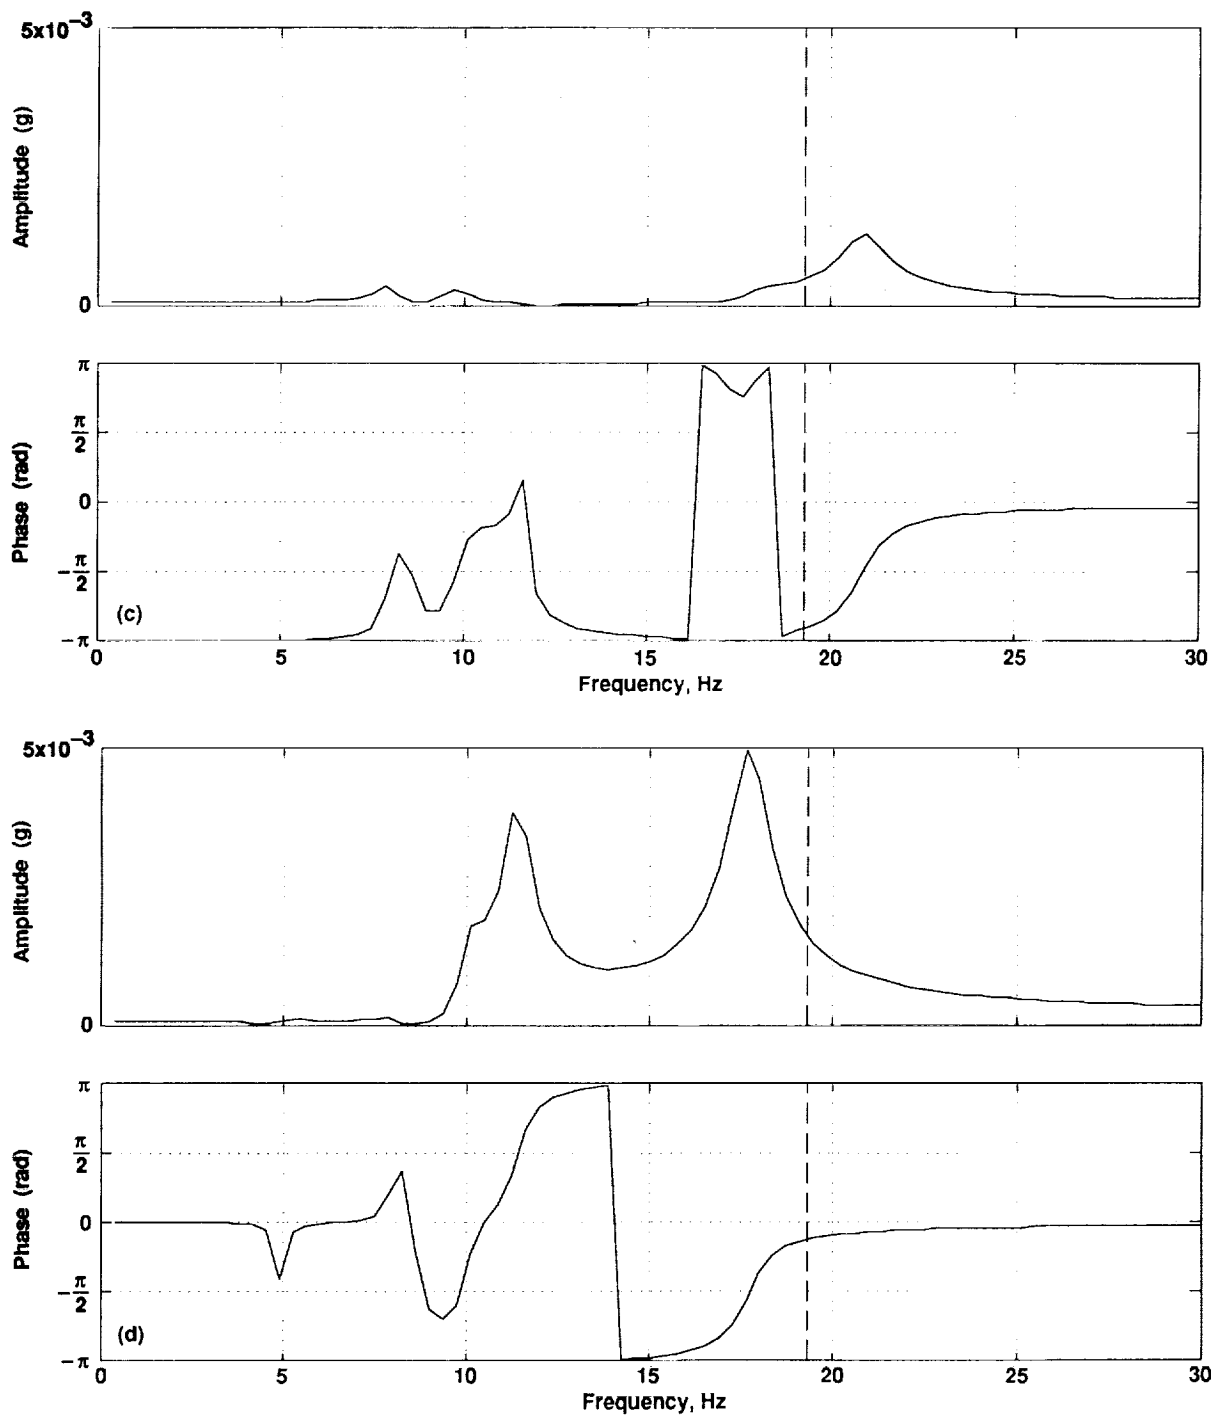 5x10⁻³
Amplitude (g)
0
π
π/2
0
−π/2
−π
Phase (rad)
(c)
0 5 10 15 20 25 30
Frequency, Hz
5x10⁻³
Amplitude (g)
0
π
π/2
0
−π/2
−π
Phase (rad)
(d)
0 5 10 15 20 25 30
Frequency, Hz